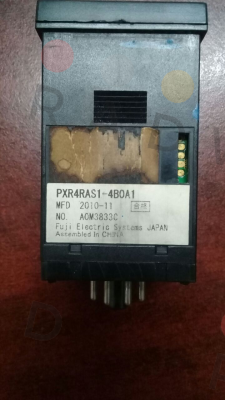 PXR4RAS1-4B0A1
MFD 2010-11 合格
NO. A0M3833C
Fuji Electric Systems JAPAN
Assembled In CHINA